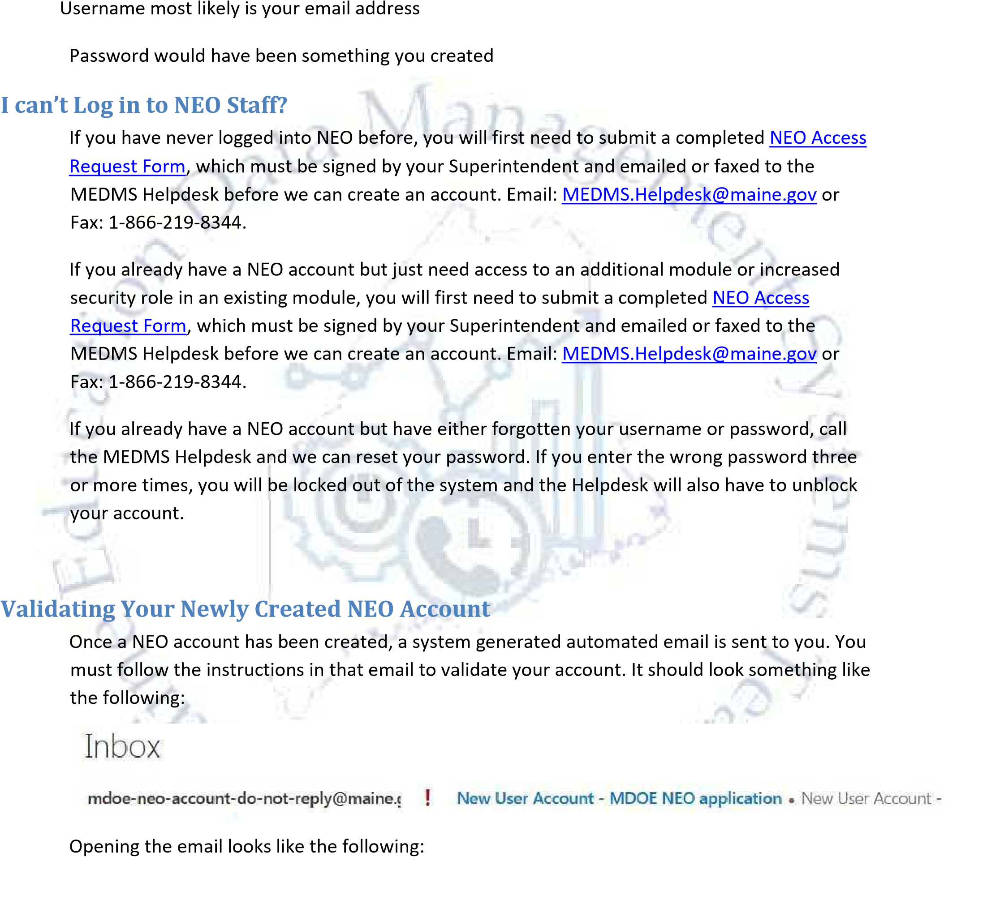 Username most likely is your email address
Password would have been something you created
I can’t Log in to NEO Staff?
If you have never logged into NEO before, you will first need to submit a completed NEO Access
Request Form, which must be signed by your Superintendent and emailed or faxed to the
MEDMS Helpdesk before we can create an account. Email: MEDMS.Helpdesk@maine.gov or
Fax: 1-866-219-8344.
If you already have a NEO account but just need access to an additional module or increased
security role in an existing module, you will first need to submit a completed NEO Access
Request Form, which must be signed by your Superintendent and emailed or faxed to the
MEDMS Helpdesk before we can create an account. Email: MEDMS.Helpdesk@maine.gov or
Fax: 1-866-219-8344.
If you already have a NEO account but have either forgotten your username or password, call
the MEDMS Helpdesk and we can reset your password. If you enter the wrong password three
or more times, you will be locked out of the system and the Helpdesk will also have to unblock
your account.
Validating Your Newly Created NEO Account
Once a NEO account has been created, a system generated automated email is sent to you. You
must follow the instructions in that email to validate your account. It should look something like
the following:
Inbox
mdoe-neo-account-do-not-reply@maine.g ! New User Account - MDOE NEO application • New User Account -
Opening the email looks like the following:
Education Data Management Systems